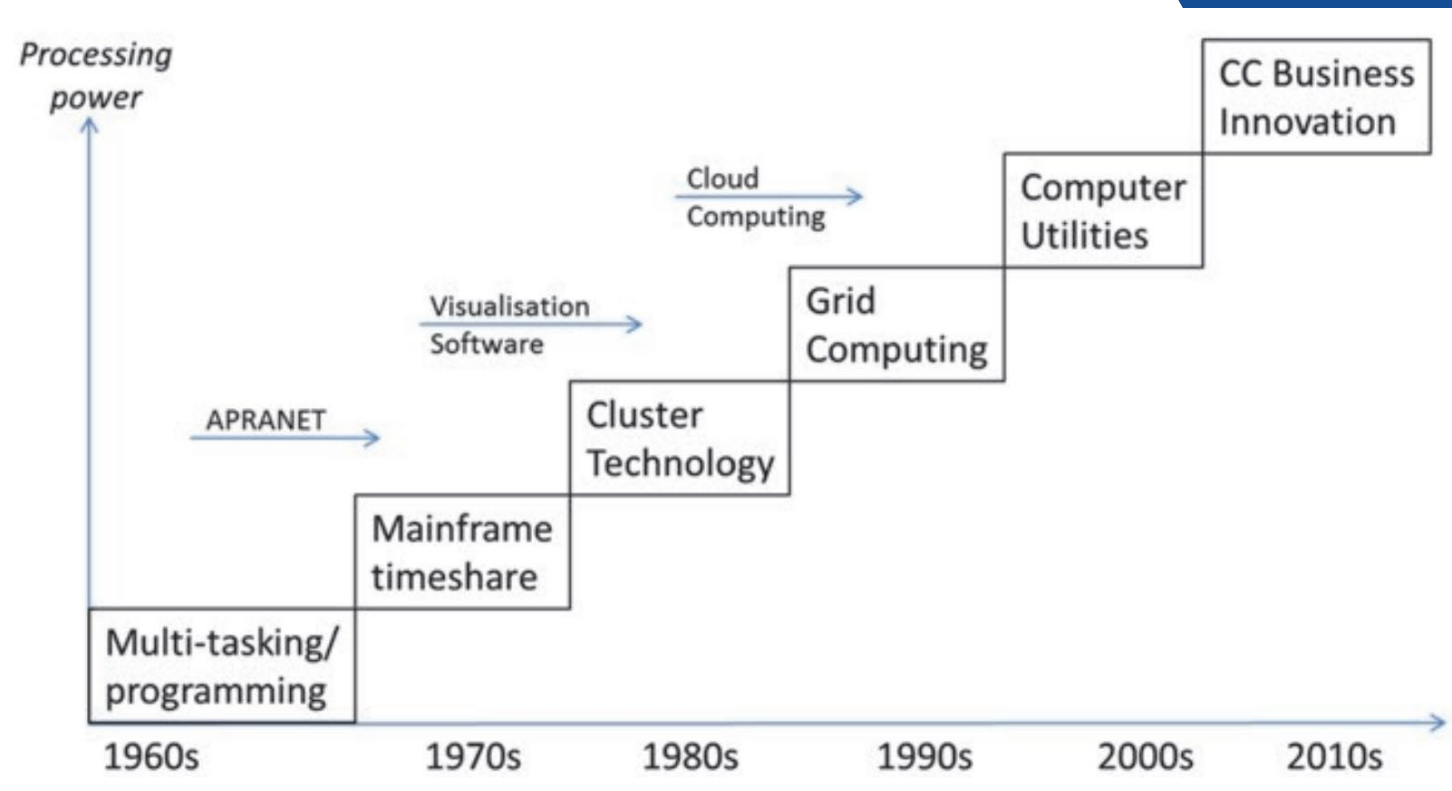 Processing
power
CC Business
Innovation
Cloud
Computing
Computer
Utilities
Visualisation
Software
Grid
Computing
APRANET
Cluster
Technology
Mainframe
timeshare
Multi-tasking/
programming
1960s 1970s 1980s 1990s 2000s 2010s